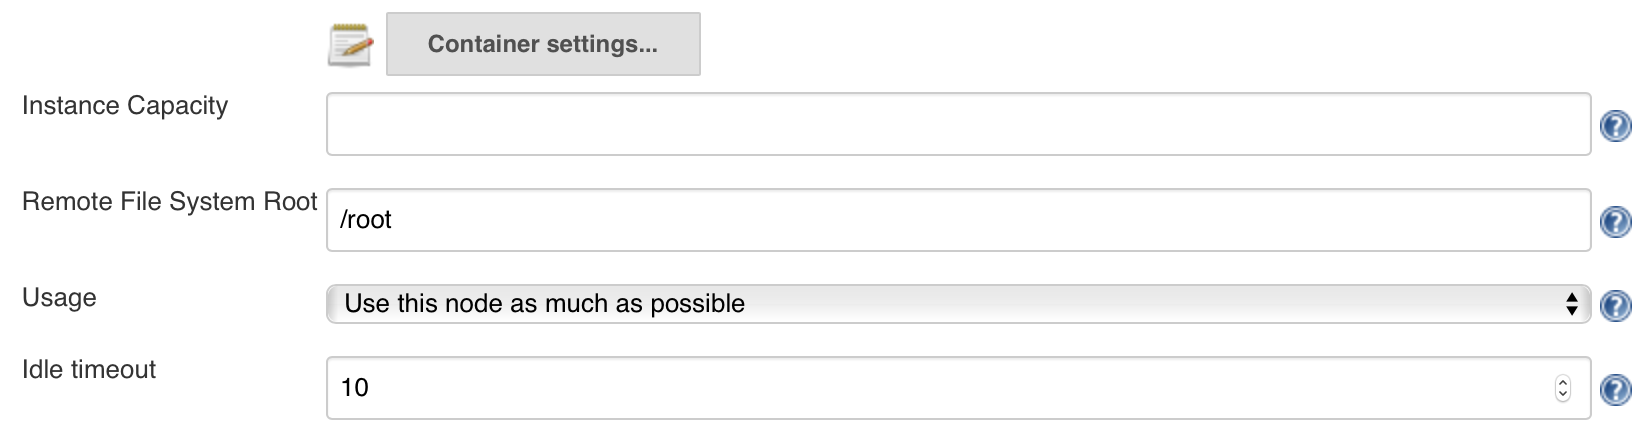 Container settings...
Instance Capacity
Remote File System Root
/root
Usage
Use this node as much as possible
Idle timeout
10